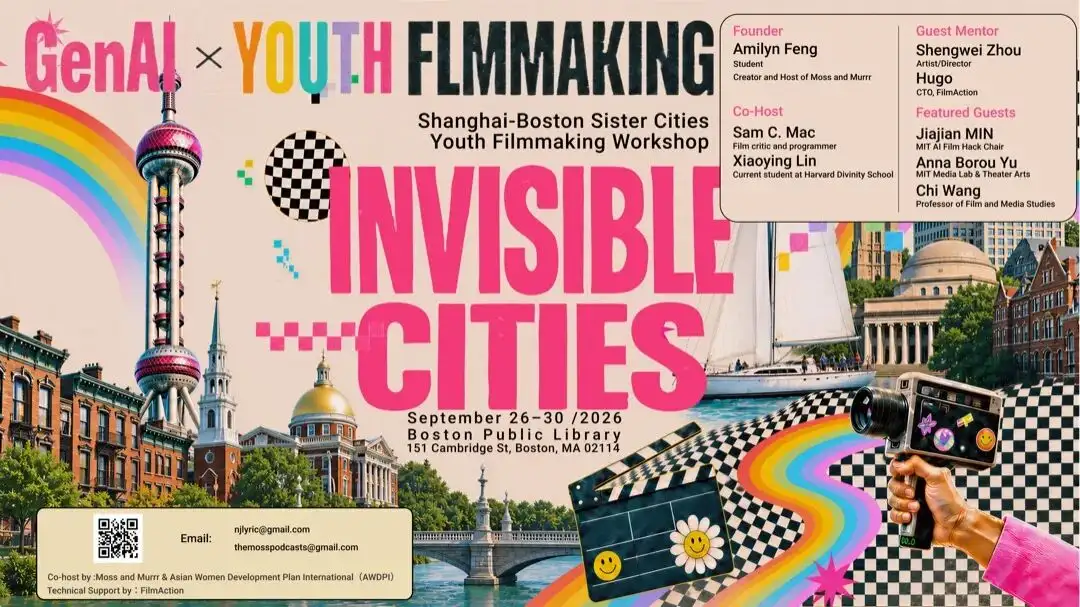 GenAI × YOUTH FLMMAKING
Shanghai-Boston Sister Cities
Youth Filmmaking Workshop
INVISIBLE
CITIES
September 26–30 /2026
Boston Public Library
151 Cambridge St, Boston, MA 02114
Founder
Amilyn Feng
Student
Creator and Host of Moss and Murrr
Co-Host
Sam C. Mac
Film critic and programmer
Xiaoying Lin
Current student at Harvard Divinity School
Guest Mentor
Shengwei Zhou
Artist/Director
Hugo
CTO, FilmAction
Featured Guests
Jiajian MIN
MIT AI Film Hack Chair
Anna Borou Yu
MIT Media Lab & Theater Arts
Chi Wang
Professor of Film and Media Studies
Email:
njlyric@gmail.com
themosspodcasts@gmail.com
Co-host by :Moss and Murrr & Asian Women Development Plan International（AWDPI）
Technical Support by：FilmAction